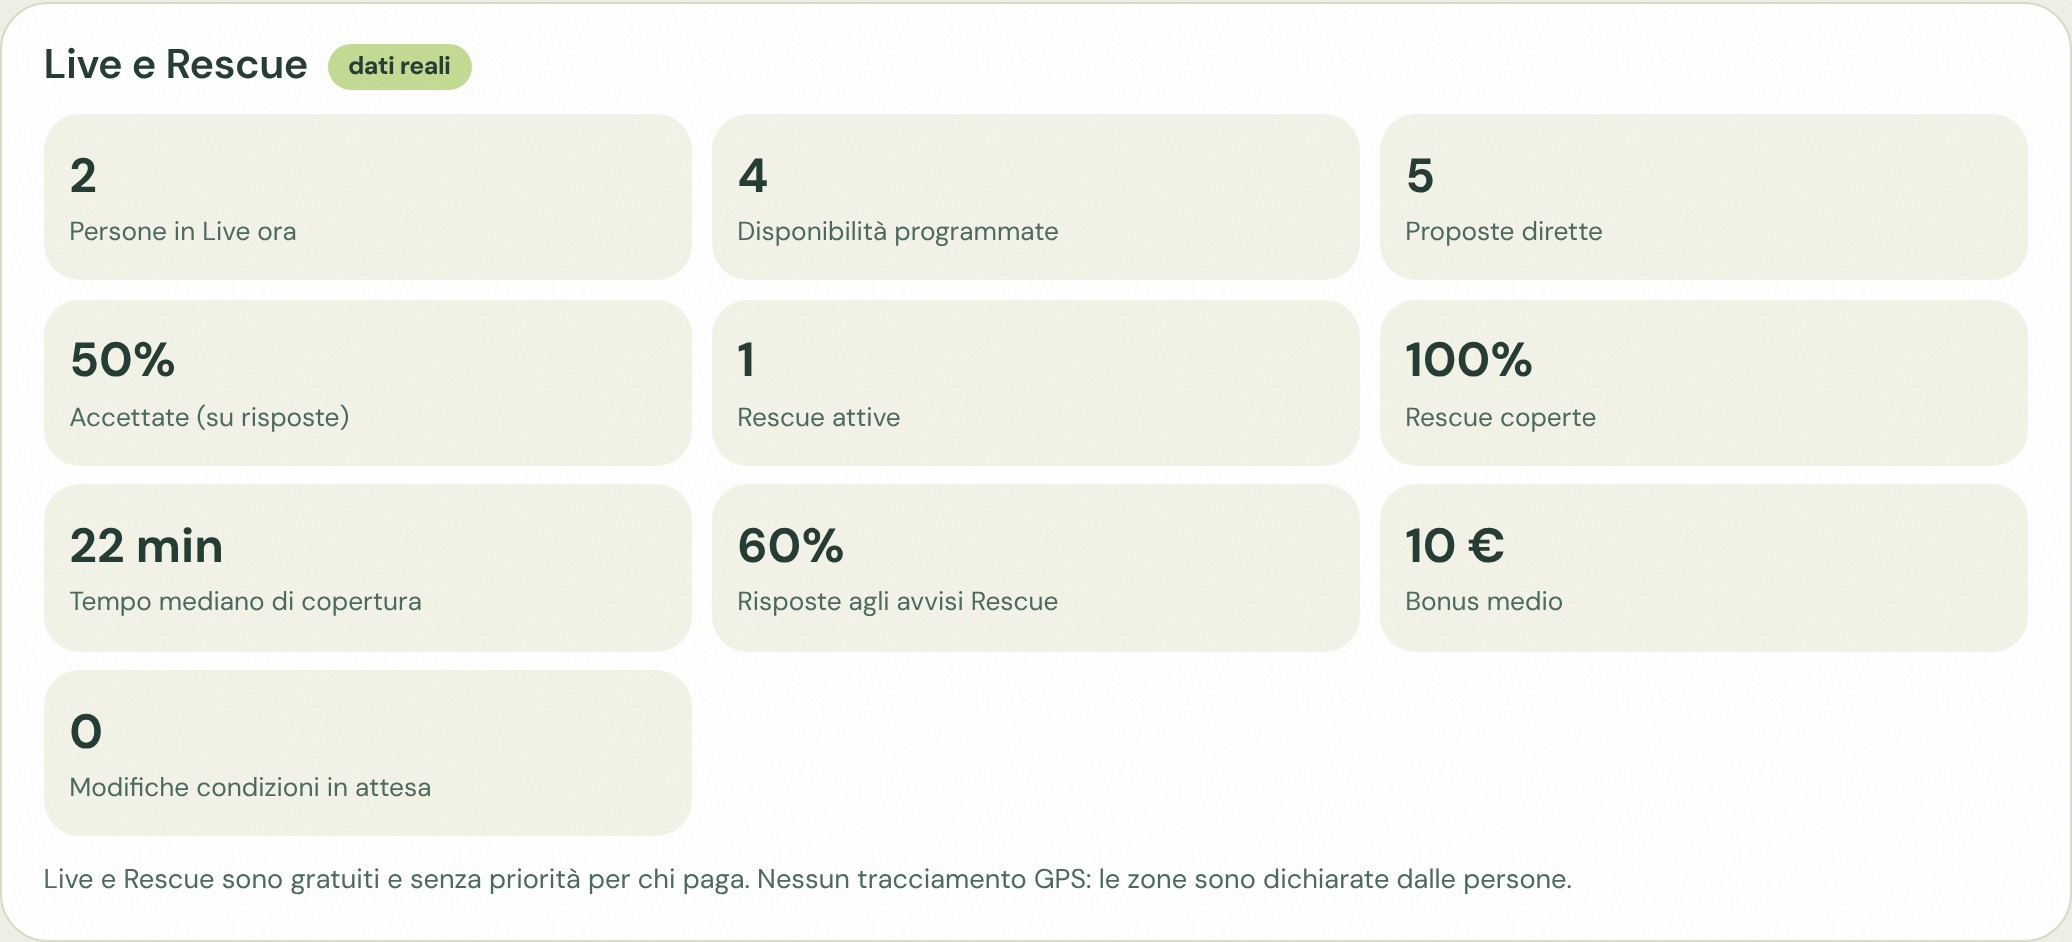 Live e Rescue dati reali
2
Persone in Live ora
4
Disponibilità programmate
5
Proposte dirette
50%
Accettate (su risposte)
1
Rescue attive
100%
Rescue coperte
22 min
Tempo mediano di copertura
60%
Risposte agli avvisi Rescue
10 €
Bonus medio
0
Modifiche condizioni in attesa
Live e Rescue sono gratuiti e senza priorità per chi paga. Nessun tracciamento GPS: le zone sono dichiarate dalle persone.